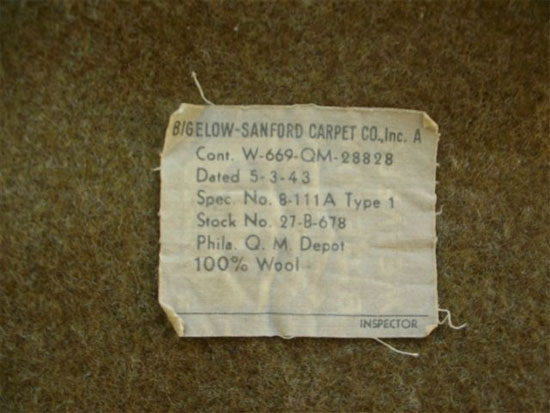 BIGELOW-SANFORD CARPET CO., Inc. A
Cont. W-669-QM-28828
Dated 5-3-43
Spec. No. 8-111A Type 1
Stock No. 27-B-678
Phila. Q. M. Depot
100% Wool
INSPECTOR